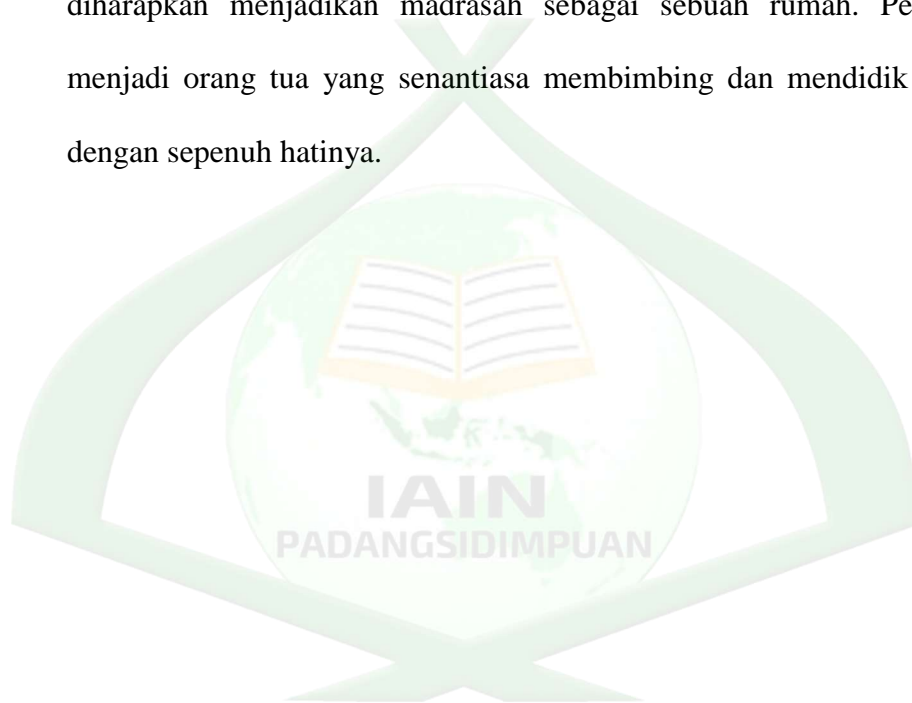 diharapkan menjadikan madrasah sebagai sebuah rumah. Pe
menjadi orang tua yang senantiasa membimbing dan mendidik
dengan sepenuh hatinya.
IAIN
PADANGSIDIMPUAN